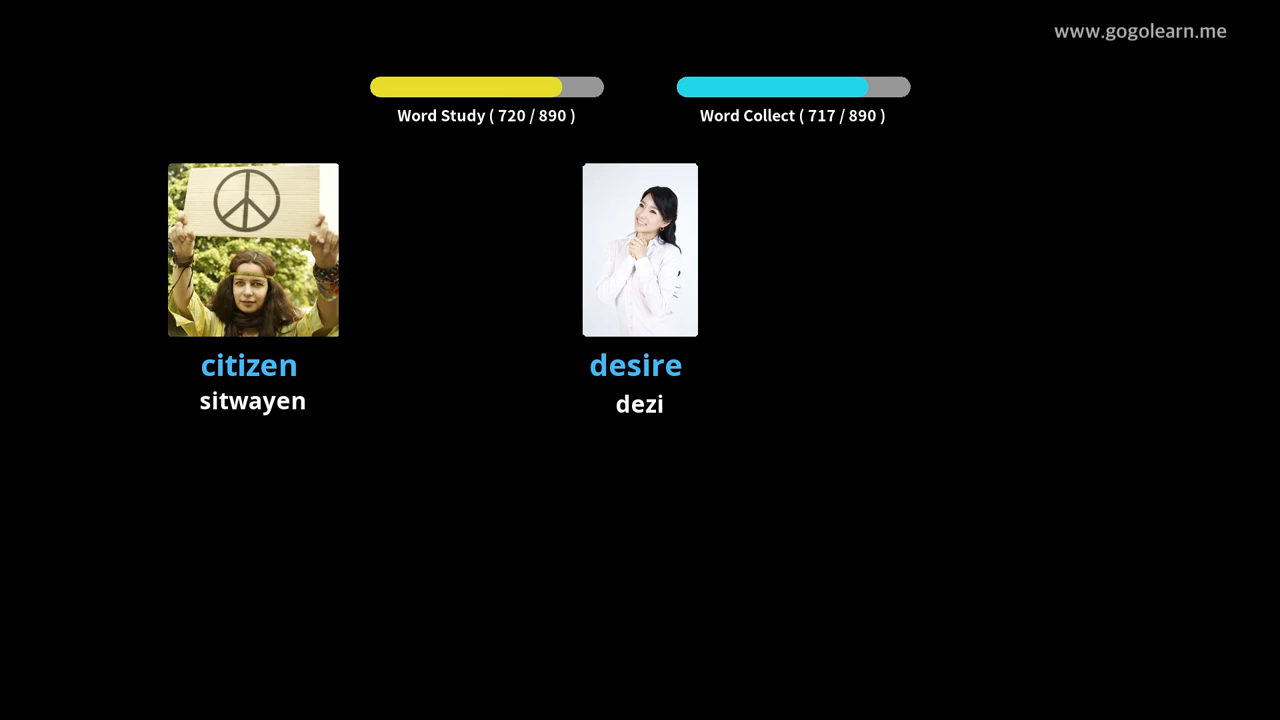 www.gogolearn.me
Word Study ( 720 / 890 )
Word Collect ( 717 / 890 )
citizen
sitwayen
desire
dezi